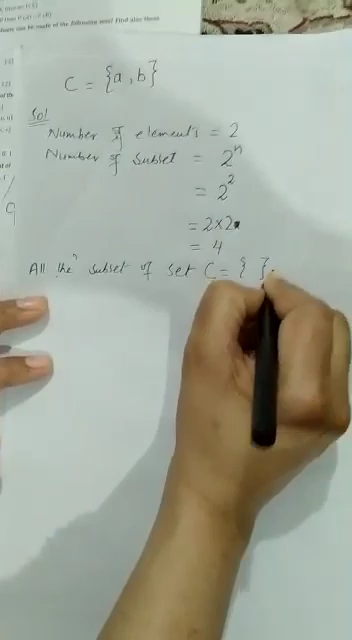 C = {a, b}
Sol
Number of elements = 2
Number of subset = 2ⁿ
= 2²
= 2×2
= 4
All the subset of set C = { },